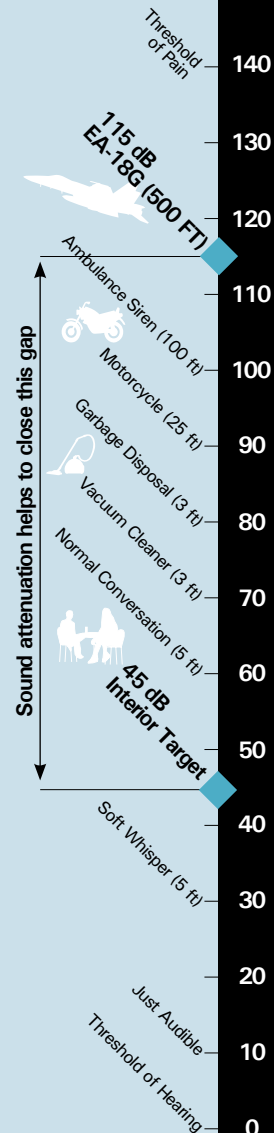 Threshold
of Pain
140
130
115 dB
EA-18G (500 FT)
120
110
Ambulance Siren (100 ft)
100
Motorcycle (25 ft)
90
Garbage Disposal (3 ft)
80
Vacuum Cleaner (3 ft)
70
Normal Conversation (5 ft)
60
50
45 dB
Interior Target
40
Soft Whisper (5 ft)
30
20
Just Audible
10
Threshold of Hearing
0
Sound attenuation helps to close this gap